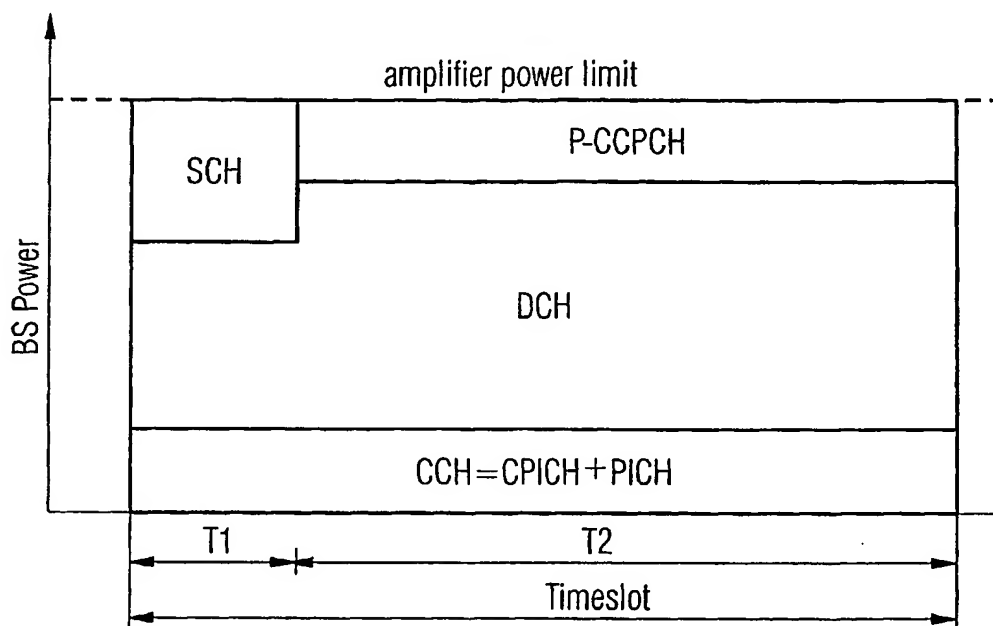 amplifier power limit
SCH
P-CCPCH
BS Power
DCH
CCH=CPICH+PICH
T1
T2
Timeslot